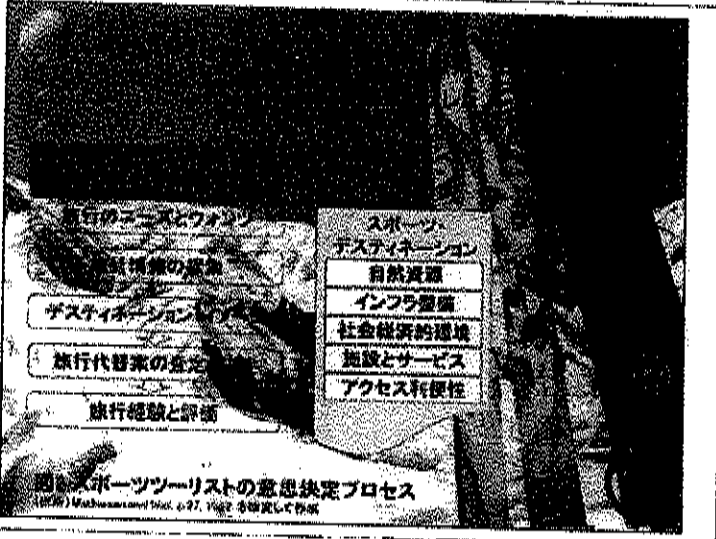 旅行のニーズとウォンツ
デスティネーション
旅行代替案の査定
旅行経験と評価
スポーツ・
デスティネーション
自然資源
インフラ整備
社会経済的環境
施設とサービス
アクセス利便性
スポーツツーリストの意思決定プロセス